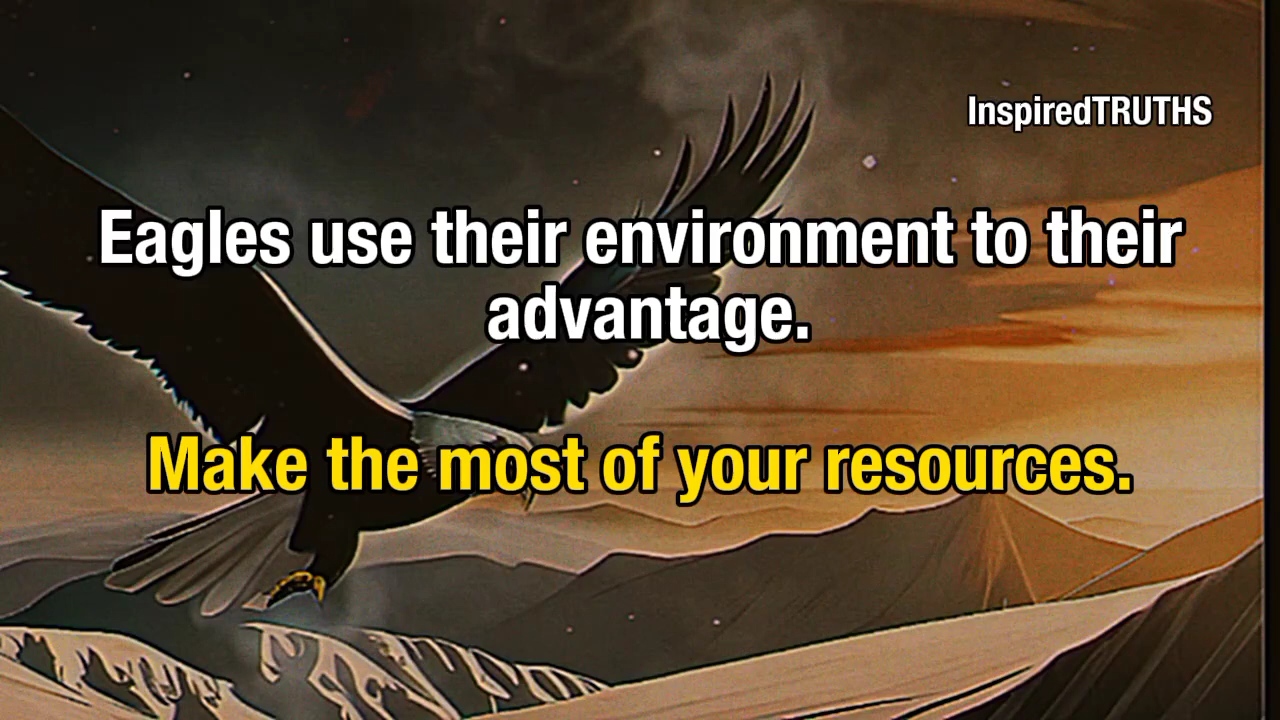 InspiredTRUTHS
Eagles use their environment to their
advantage.
Make the most of your resources.